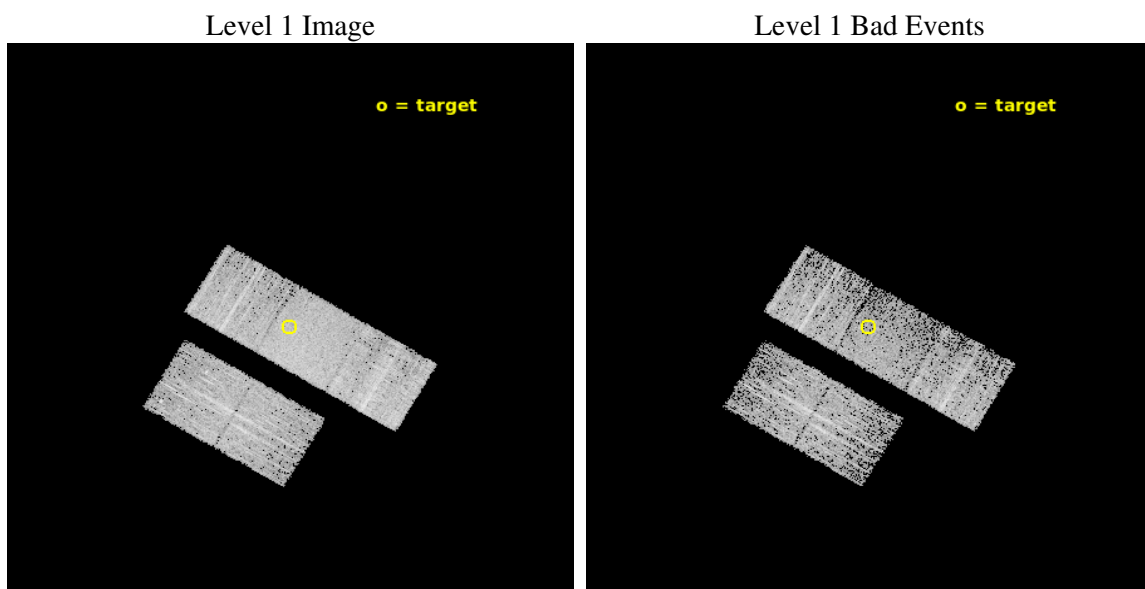 Level 1 Image
Level 1 Bad Events
o = target
o = target